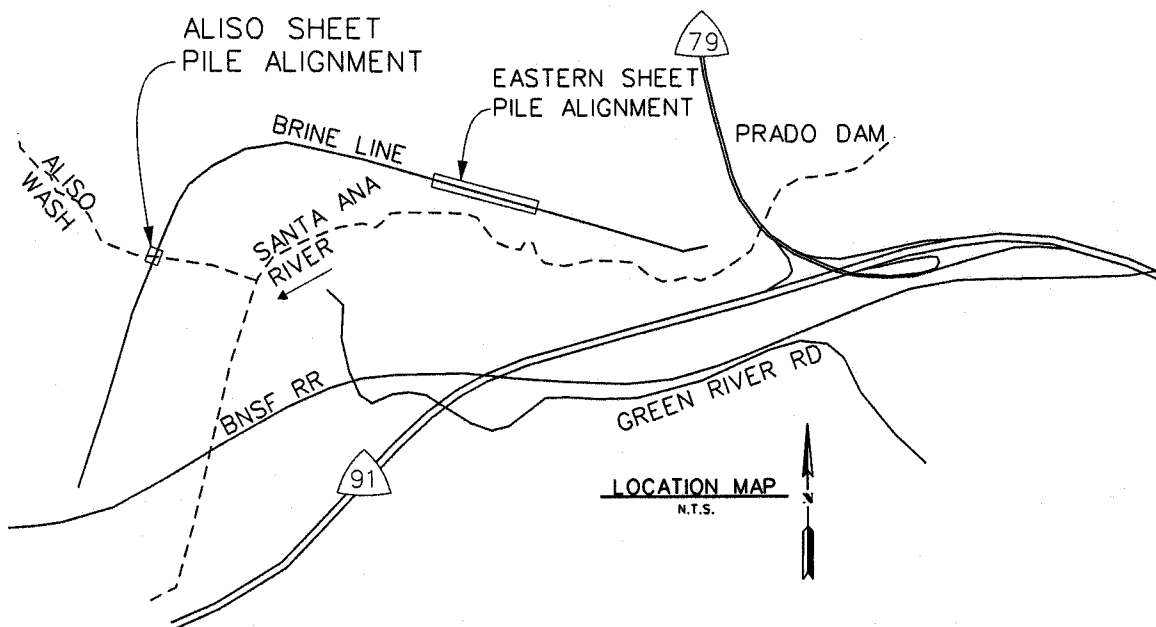 ALISO SHEET
PILE ALIGNMENT
79
EASTERN SHEET
PILE ALIGNMENT
PRADO DAM
BRINE LINE
ALISO
WASH
SANTA ANA
RIVER
BNSF RR
GREEN RIVER RD
91
LOCATION MAP
N.T.S.
N